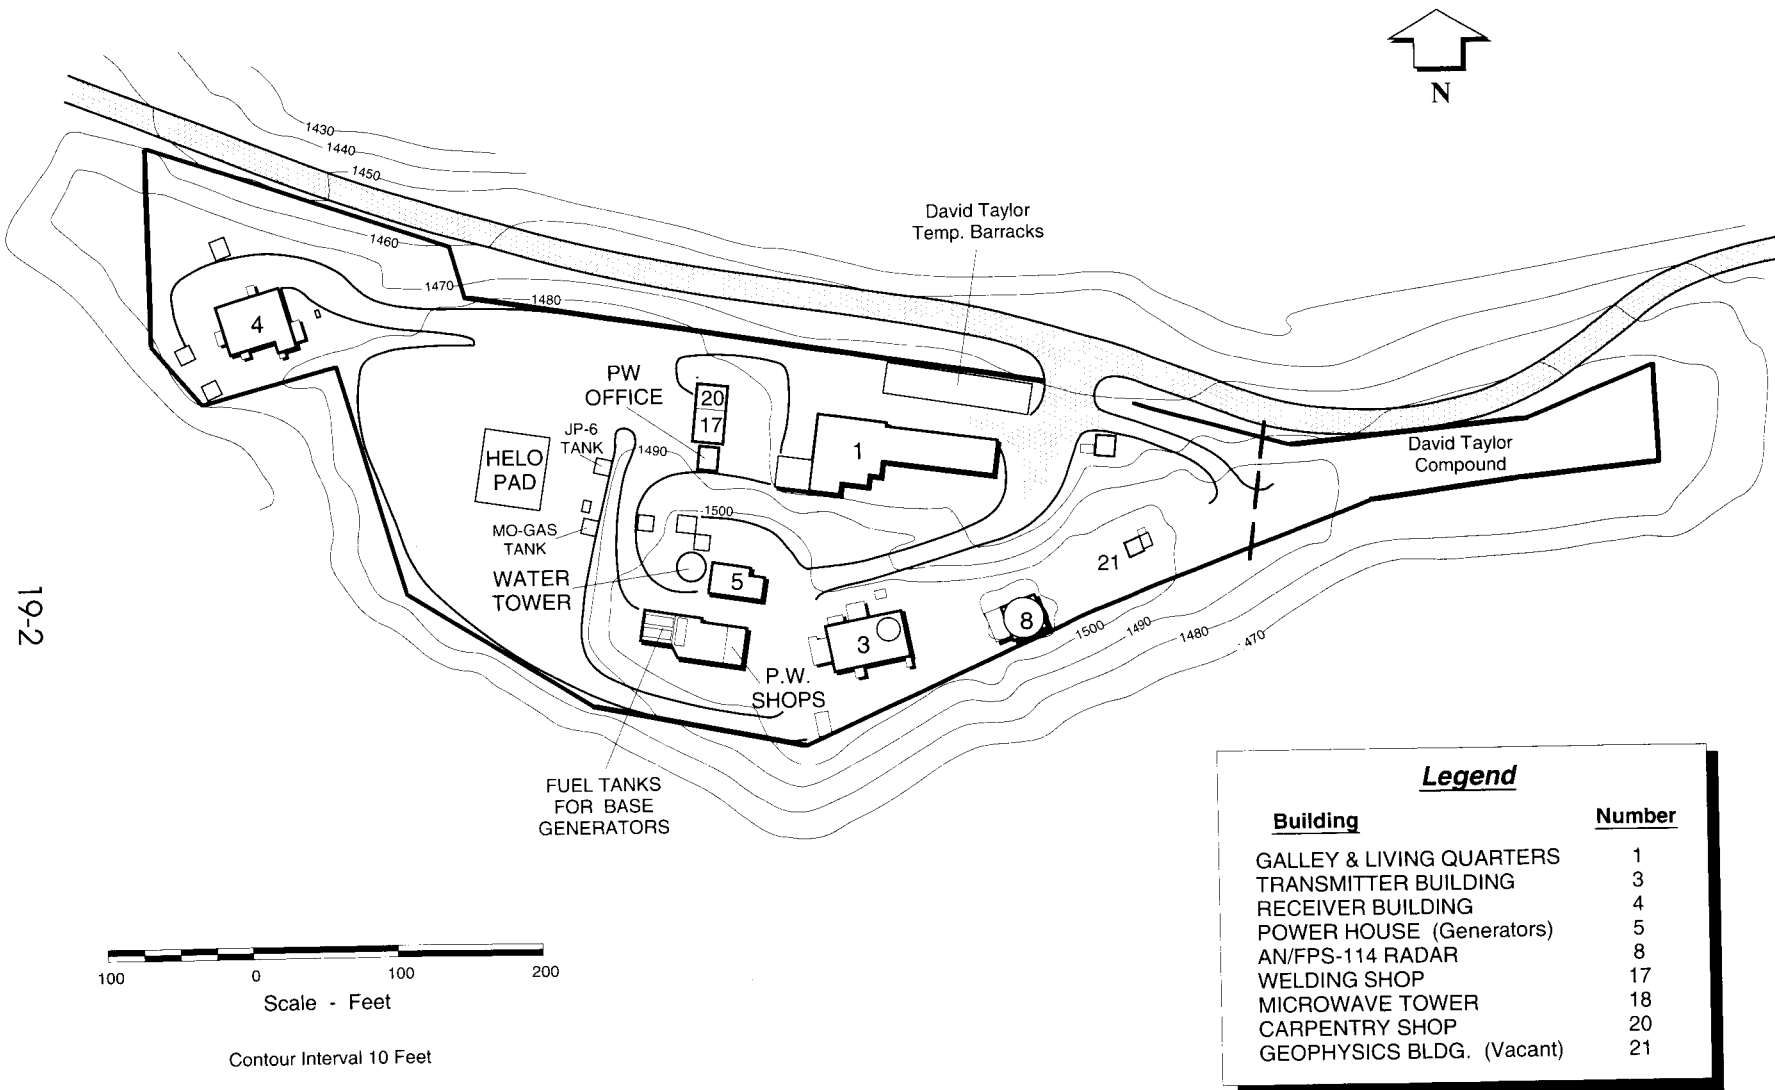 N
1430
1440
1450
1460
1470
1480
David Taylor
Temp. Barracks
4
PW
OFFICE
20
17
JP-6
TANK
1490
1
HELO
PAD
David Taylor
Compound
1500
MO-GAS
TANK
21
WATER
TOWER
5
8
3
1500
1490
1480
470
P.W.
SHOPS
19-2
FUEL TANKS
FOR BASE
GENERATORS
100 0 100 200
Scale - Feet
Contour Interval 10 Feet
Legend
Building Number
GALLEY & LIVING QUARTERS 1
TRANSMITTER BUILDING 3
RECEIVER BUILDING 4
POWER HOUSE (Generators) 5
AN/FPS-114 RADAR 8
WELDING SHOP 17
MICROWAVE TOWER 18
CARPENTRY SHOP 20
GEOPHYSICS BLDG. (Vacant) 21